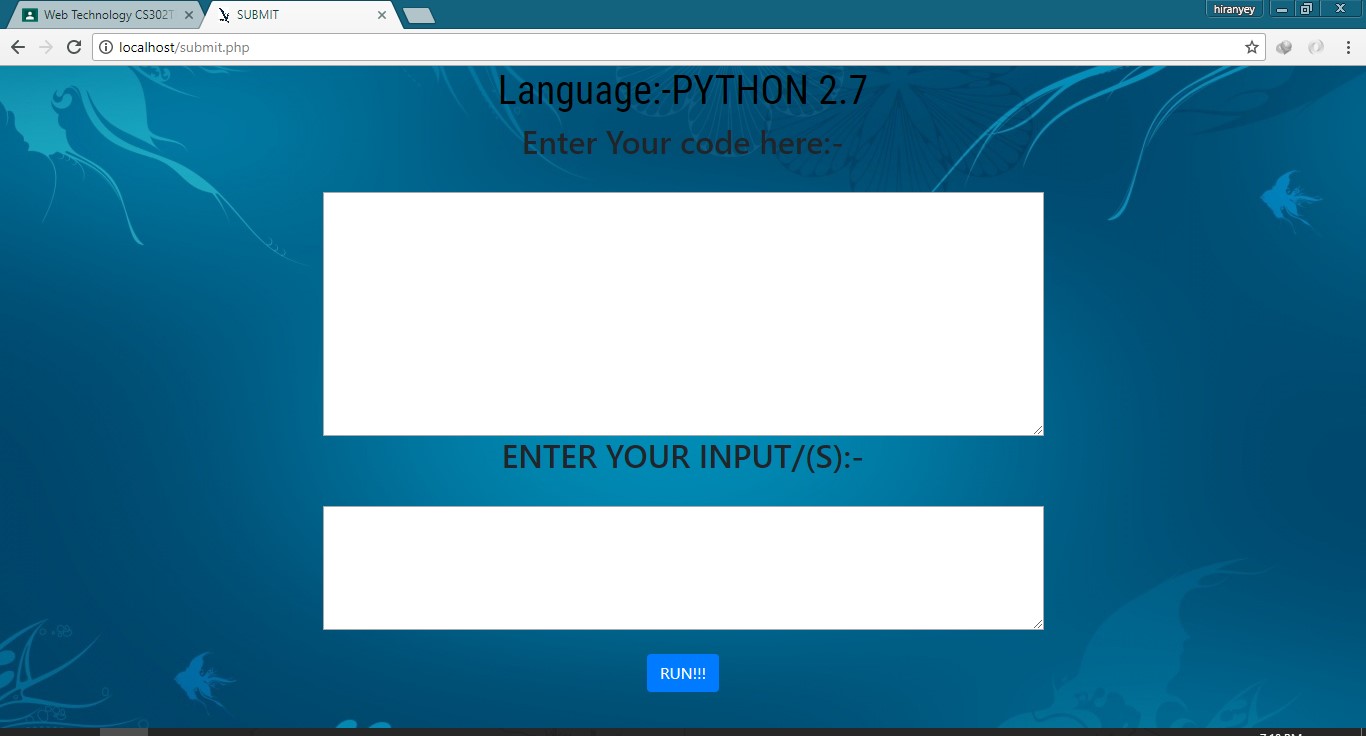 Web Technology CS302T
SUBMIT
hiranyey
localhost/submit.php
Language:-PYTHON 2.7
Enter Your code here:-
ENTER YOUR INPUT/(S):-
RUN!!!